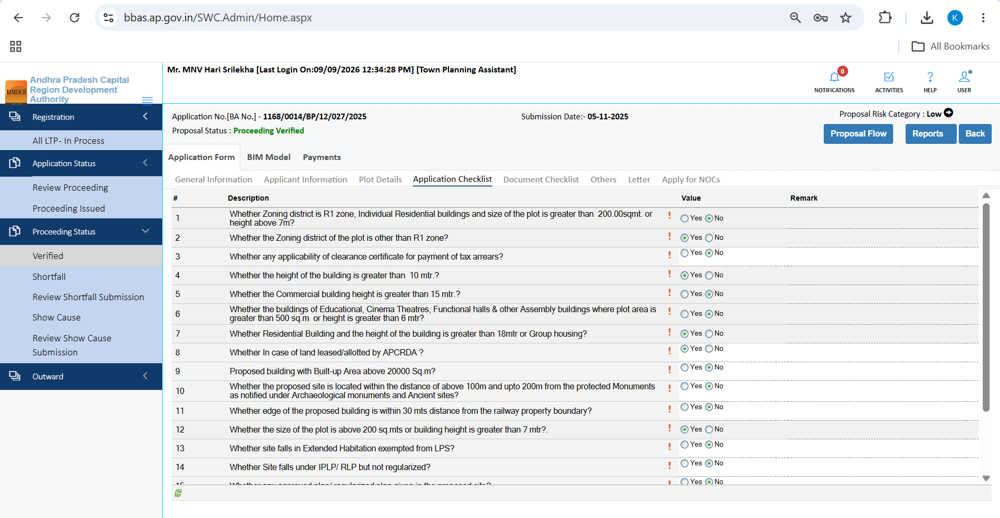 bbas.ap.gov.in/SWC.Admin/Home.aspx
K
All Bookmarks
BIMDCR
Andhra Pradesh Capital
Region Development
Authority
Mr. MNV Hari Srilekha [Last Login On:09/09/2026 12:34:28 PM] [Town Planning Assistant]
0
NOTIFICATIONS
ACTIVITIES
HELP
USER
Registration
All LTP- In Process
Application Status
Review Proceeding
Proceeding Issued
Proceeding Status
Verified
Shortfall
Review Shortfall Submission
Show Cause
Review Show Cause
Submission
Outward
Application No.[BA No.] - 1168/0014/BP/12/027/2025
Submission Date:- 05-11-2025
Proposal Risk Category : Low
Proposal Status : Proceeding Verified
Proposal Flow
Reports
Back
Application Form BIM Model Payments
General Information Applicant Information Plot Details Application Checklist Document Checklist Others Letter Apply for NOCs
# Description Value Remark
1 Whether Zoning district is R1 zone, Individual Residential buildings and size of the plot is greater than 200.00sqmt. or
height above 7m? ! Yes No
2 Whether the Zoning district of the plot is other than R1 zone? ! Yes No
3 Whether any applicability of clearance certificate for payment of tax arrears? ! Yes No
4 Whether the height of the building is greater than 10 mtr.? ! Yes No
5 Whether the Commercial building height is greater than 15 mtr.? ! Yes No
6 Whether the buildings of Educational, Cinema Theatres, Functional halls & other Assembly buildings where plot area is
greater than 500 sq.m or height is greater than 6 mtr? ! Yes No
7 Whether Residential Building and the height of the building is greater than 18mtr or Group housing? ! Yes No
8 Whether In case of land leased/allotted by APCRDA ? ! Yes No
9 Proposed building with Built-up Area above 20000 Sq.m? ! Yes No
10 Whether the proposed site is located within the distance of above 100m and upto 200m from the protected Monuments
as notified under Archaeological monuments and Ancient sites? ! Yes No
11 Whether edge of the proposed building is within 30 mts distance from the railway property boundary? ! Yes No
12 Whether the size of the plot is above 200 sq.mts or building height is greater than 7 mtr?. ! Yes No
13 Whether site falls in Extended Habitation exempted from LPS? ! Yes No
14 Whether Site falls under IPLP/ RLP but not regularized? ! Yes No
15 Whether any approved plan/ regularized plan given in the proposed site? ! Yes No